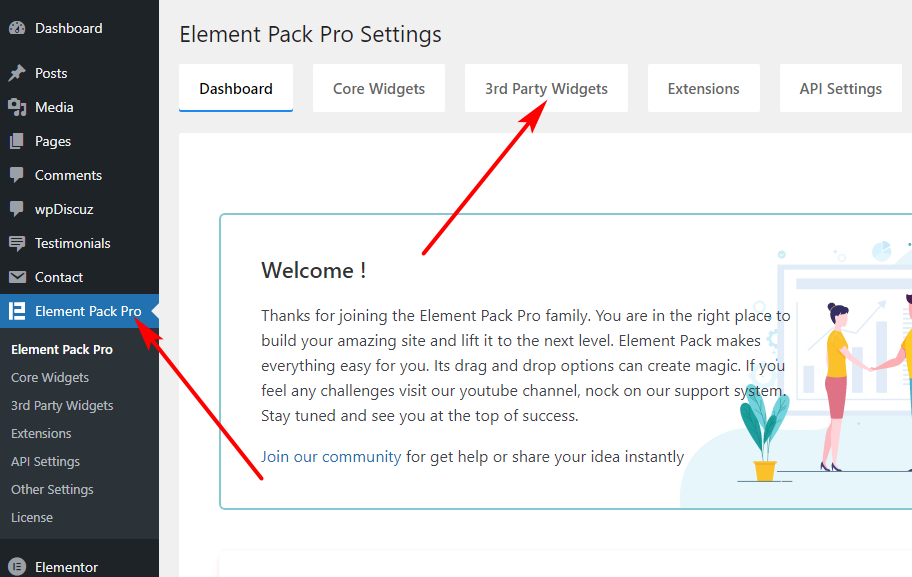 Dashboard
Posts
Media
Pages
Comments
wpDiscuz
Testimonials
Contact
Element Pack Pro
Element Pack Pro
Core Widgets
3rd Party Widgets
Extensions
API Settings
Other Settings
License
Elementor
Element Pack Pro Settings
Dashboard
Core Widgets
3rd Party Widgets
Extensions
API Settings
Welcome !
Thanks for joining the Element Pack Pro family. You are in the right place to
build your amazing site and lift it to the next level. Element Pack makes
everything easy for you. Its drag and drop options can create magic. If you
feel any challenges visit our youtube channel, nock on our support system.
Stay tuned and see you at the top of success.
Join our community for get help or share your idea instantly